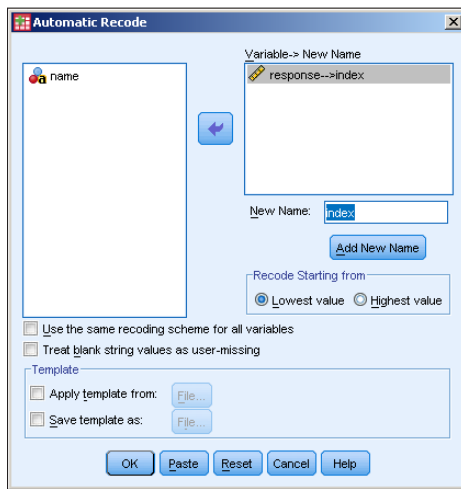 Automatic Recode
name
Variable-> New Name
response-->index
New Name: index
Add New Name
Recode Starting from
Lowest value Highest value
Use the same recoding scheme for all variables
Treat blank string values as user-missing
Template
Apply template from: File...
Save template as: File...
OK Paste Reset Cancel Help